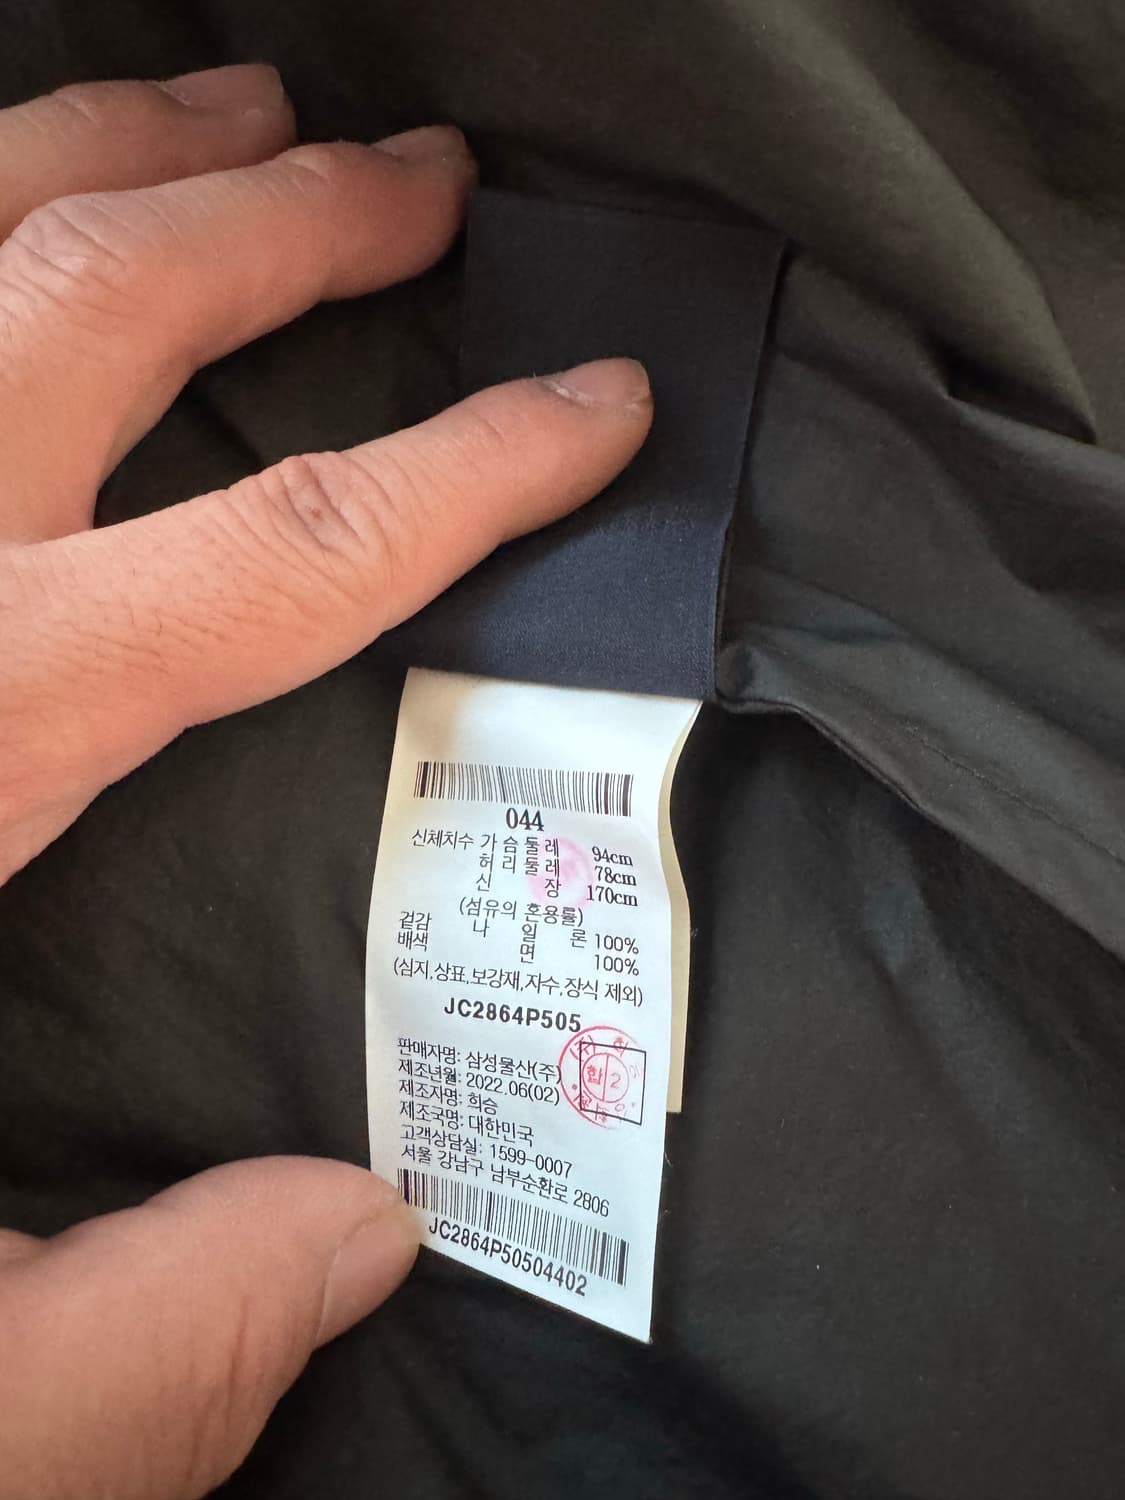 044
신체치수 가슴둘레 94cm
허리둘레 78cm
신장 170cm
(섬유의 혼용률)
겉감 나일론 100%
배색 면 100%
(심지,상표,보강재,자수,장식 제외)
JC2864P505
판매자명: 삼성물산(주)
제조년월: 2022.06(02)
제조자명: 희승
제조국명: 대한민국
고객상담실: 1599-0007
서울 강남구 남부순환로 2806
합 2
JC2864P50504402